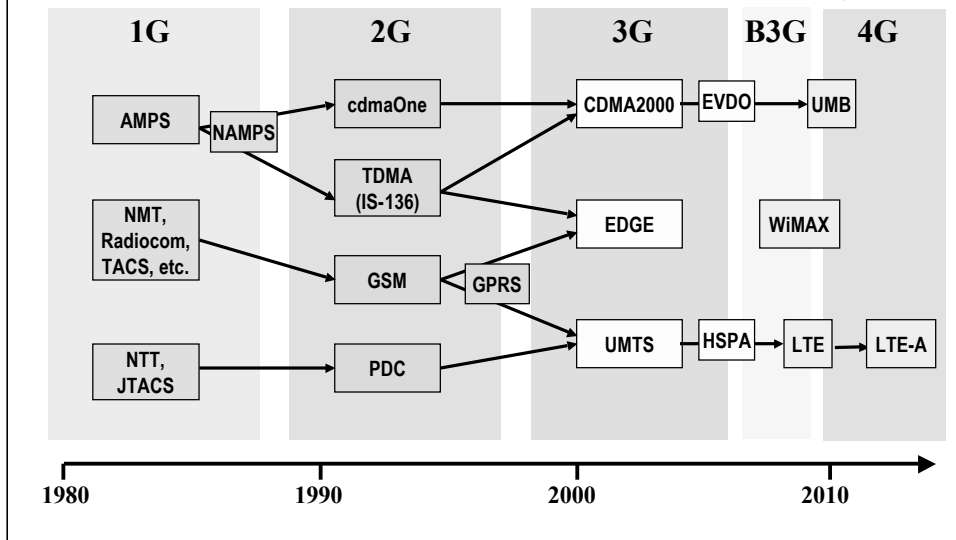 1G
2G
3G
B3G
4G
AMPS
NAMPS
cdmaOne
CDMA2000
EVDO
UMB
TDMA
(IS-136)
NMT,
Radiocom,
TACS, etc.
EDGE
WiMAX
GSM
GPRS
NTT,
JTACS
PDC
UMTS
HSPA
LTE
LTE-A
1980
1990
2000
2010